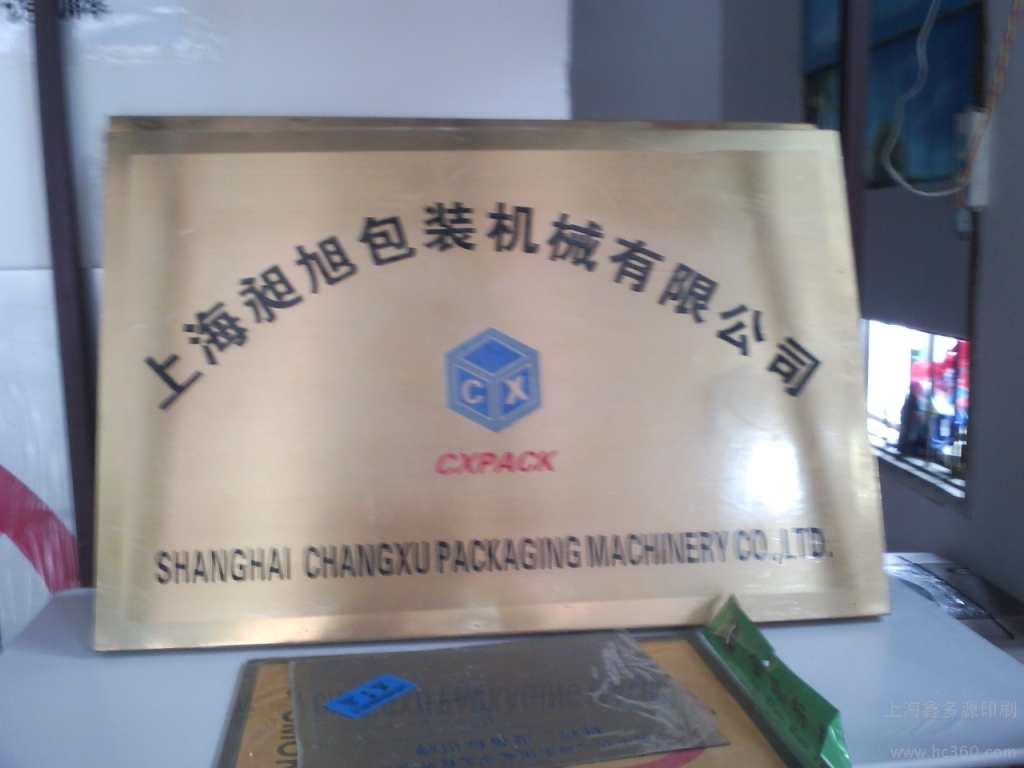 上海昶旭包装机械有限公司
C X
CXPACK
SHANGHAI CHANGXU PACKAGING MACHINERY CO.,LTD.
上海鑫多源印刷
www.hc360.com